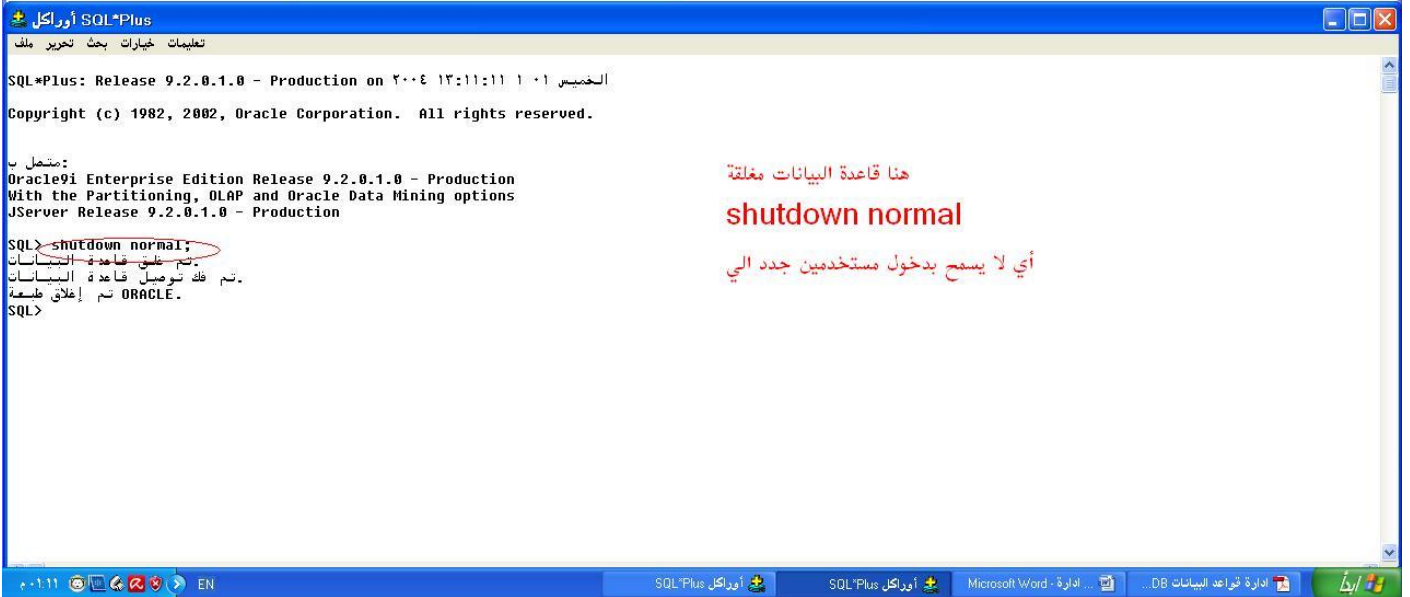 أوراكل SQL*Plus
ملف تحرير بحث خيارات تعليمات
SQL*Plus: Release 9.2.0.1.0 - Production on الخميس ٠١ ١ ١٣:١١:١١ ٢٠٠٤
Copyright (c) 1982, 2002, Oracle Corporation. All rights reserved.
متصل ب:
Oracle9i Enterprise Edition Release 9.2.0.1.0 - Production
With the Partitioning, OLAP and Oracle Data Mining options
JServer Release 9.2.0.1.0 - Production
SQL> shutdown normal;
تم غلق قاعدة البيانات.
تم فك توصيل قاعدة البيانات.
تم إغلاق طبعة ORACLE.
SQL>
هنا قاعدة البيانات مغلقة
shutdown normal
أي لا يسمح بدخول مستخدمين جدد الي
ابدأ
ادارة قواعد البيانات DB...
ادارة ... - Microsoft Word
أوراكل SQL*Plus
أوراكل SQL*Plus
EN
٠١:١١ م